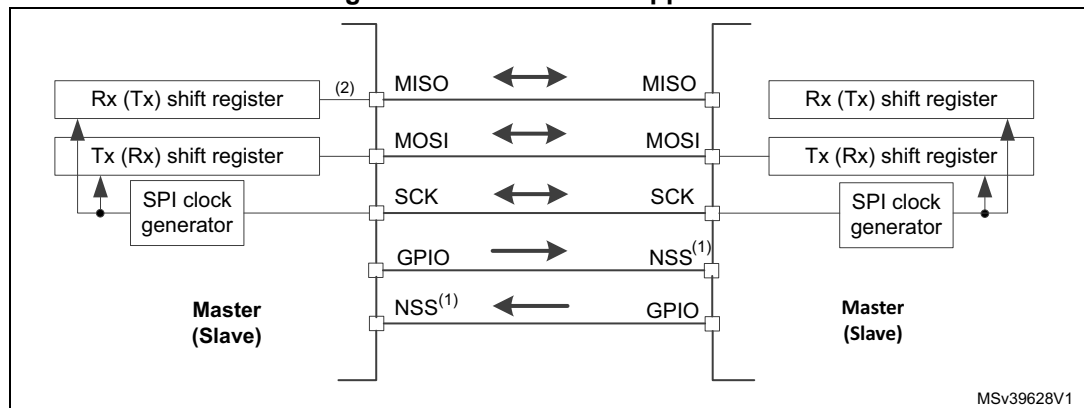 Rx (Tx) shift register
(2)
MISO
MISO
Rx (Tx) shift register
Tx (Rx) shift register
MOSI
MOSI
Tx (Rx) shift register
SPI clock
generator
SCK
SCK
SPI clock
generator
GPIO
NSS(1)
Master
(Slave)
NSS(1)
GPIO
Master
(Slave)
MSv39628V1